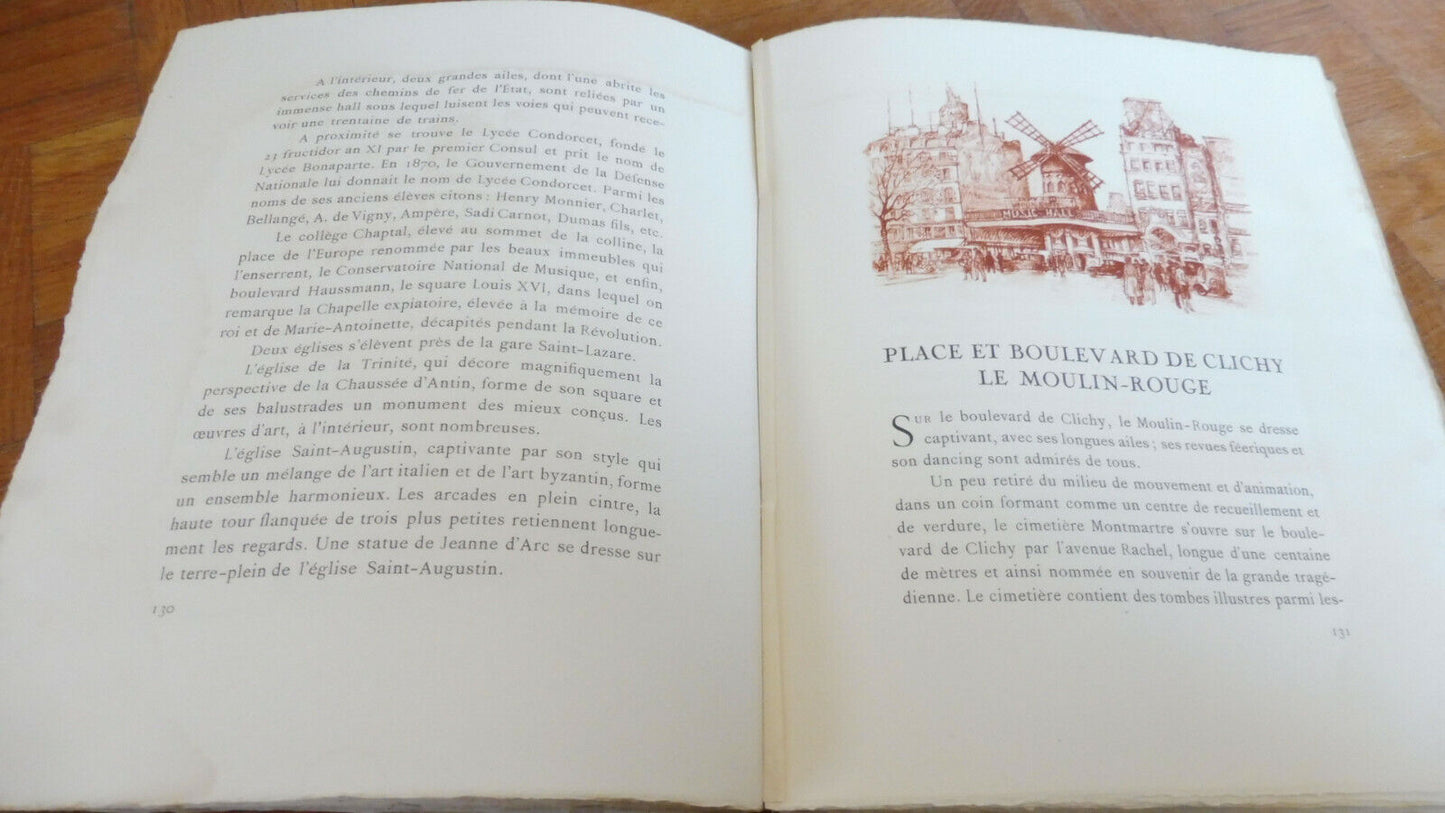 A l'intérieur, deux grandes ailes, dont l'une abrite les
services des chemins de fer de l'État, sont reliées par un
immense hall sous lequel luisent les voies qui peuvent rece-
voir une trentaine de trains.
A proximité se trouve le Lycée Condorcet, fondé le
23 fructidor an XI par le premier Consul et prit le nom de
Lycée Bonaparte. En 1870, le Gouvernement de la Défense
Nationale lui donnait le nom de Lycée Condorcet. Parmi les
noms de ses anciens élèves citons : Henry Monnier, Charlet,
Bellangé, A. de Vigny, Ampère, Sadi Carnot, Dumas fils, etc.
Le collège Chaptal, élevé au sommet de la colline, la
place de l'Europe renommée par les beaux immeubles qui
l'enserrent, le Conservatoire National de Musique, et enfin,
boulevard Haussmann, le square Louis XVI, dans lequel on
remarque la Chapelle expiatoire, élevée à la mémoire de ce
roi et de Marie-Antoinette, décapités pendant la Révolution.
Deux églises s'élèvent près de la gare Saint-Lazare.
L'église de la Trinité, qui décore magnifiquement la
perspective de la Chaussée d'Antin, forme de son square et
de ses balustrades un monument des mieux conçus. Les
œuvres d'art, à l'intérieur, sont nombreuses.
L'église Saint-Augustin, captivante par son style qui
semble un mélange de l'art italien et de l'art byzantin, forme
un ensemble harmonieux. Les arcades en plein cintre, la
haute tour flanquée de trois plus petites retiennent longue-
ment les regards. Une statue de Jeanne d'Arc se dresse sur
le terre-plein de l'église Saint-Augustin.
130
MUSIC HALL
PLACE ET BOULEVARD DE CLICHY
LE MOULIN-ROUGE
SUR le boulevard de Clichy, le Moulin-Rouge se dresse
captivant, avec ses longues ailes ; ses revues féeriques et
son dancing sont admirés de tous.
Un peu retiré du milieu de mouvement et d'animation,
dans un coin formant comme un centre de recueillement et
de verdure, le cimetière Montmartre s'ouvre sur le boule-
vard de Clichy par l'avenue Rachel, longue d'une centaine
de mètres et ainsi nommée en souvenir de la grande tragé-
dienne. Le cimetière contient des tombes illustres parmi les-
131